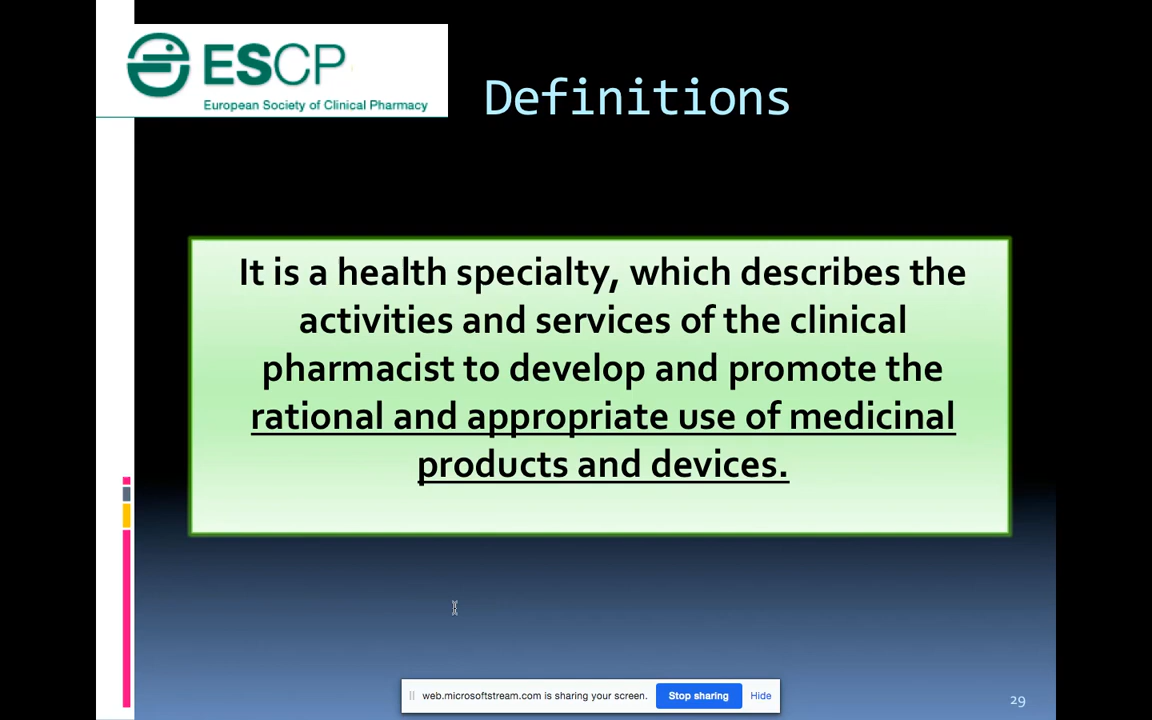 ESCP
European Society of Clinical Pharmacy
Definitions
It is a health specialty, which describes the
activities and services of the clinical
pharmacist to develop and promote the
rational and appropriate use of medicinal
products and devices.
web.microsoftstream.com is sharing your screen. Stop sharing Hide
29